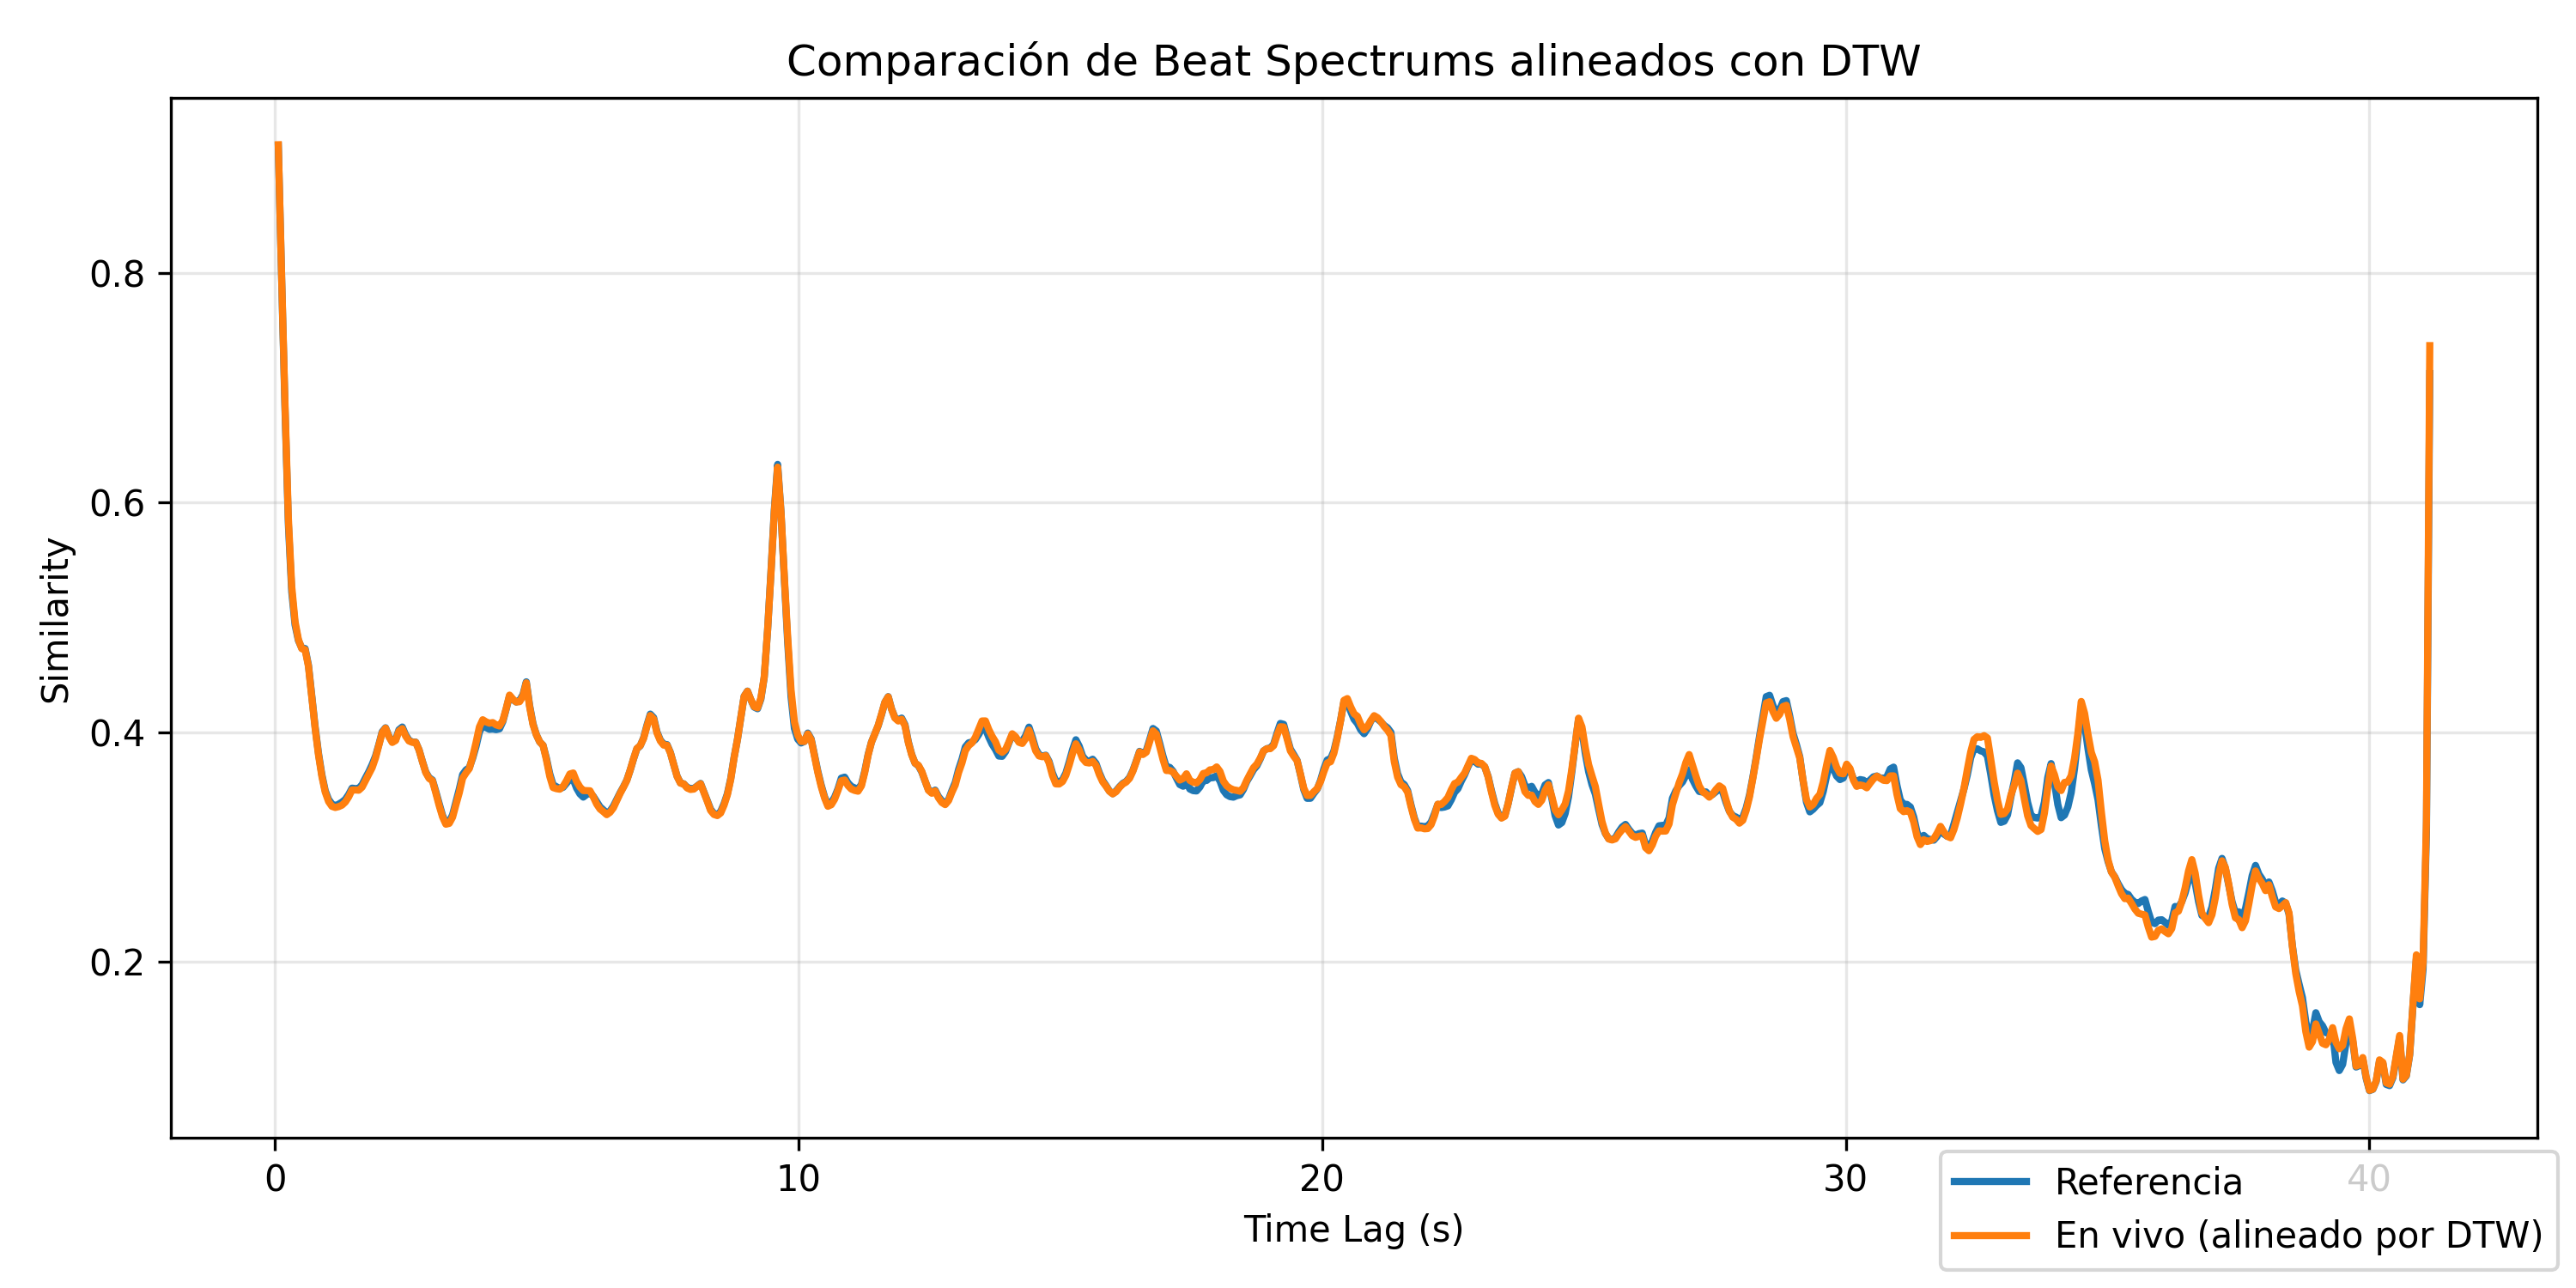 Comparación de Beat Spectrums alineados con DTW
Similarity
0.8
0.6
0.4
0.2
0 10 20 30 40
Time Lag (s)
Referencia
En vivo (alineado por DTW)